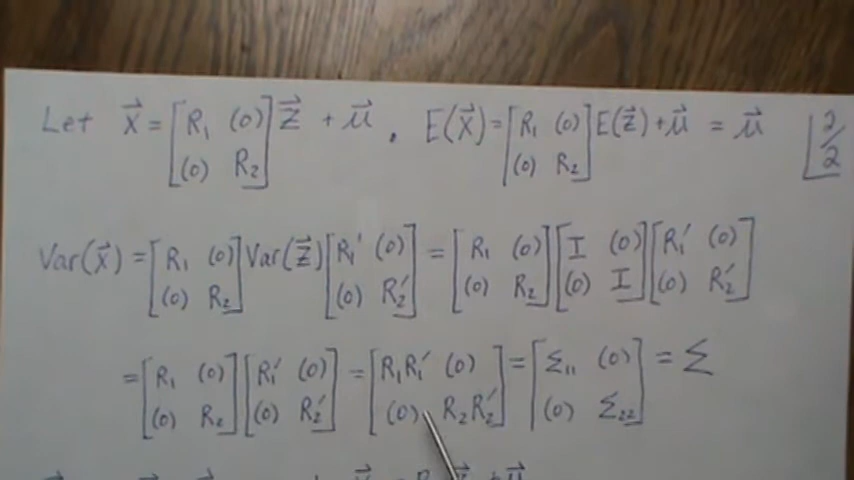 Let x⃗ = [R₁ (0); (0) R₂] z⃗ + μ⃗ . E(x⃗) = [R₁ (0); (0) R₂] E(z⃗) + μ⃗ = μ⃗ 2/2
Var(x⃗) = [R₁ (0); (0) R₂] Var(z⃗) [R₁′ (0); (0) R₂′] = [R₁ (0); (0) R₂] [I (0); (0) I] [R₁′ (0); (0) R₂′]
= [R₁ (0); (0) R₂] [R₁′ (0); (0) R₂′] = [R₁R₁′ (0); (0) R₂R₂′] = [Σ₁₁ (0); (0) Σ₂₂] = Σ